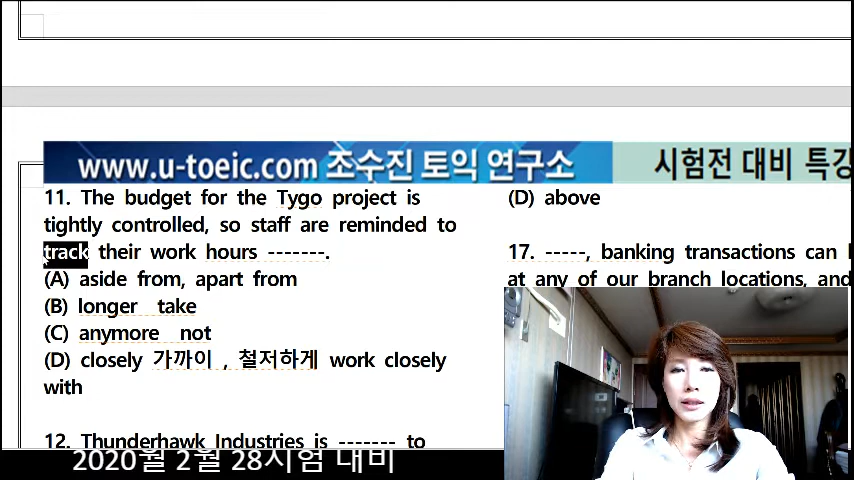 www.u-toeic.com 조수진 토익 연구소
시험전 대비 특강
11. The budget for the Tygo project is
tightly controlled, so staff are reminded to
track their work hours -------.
(A) aside from, apart from
(B) longer take
(C) anymore not
(D) closely 가까이 , 철저하게 work closely
with
12. Thunderhawk Industries is ------- to
(D) above
17. -----, banking transactions can
at any of our branch locations, and
2020월 2월 28시험 대비